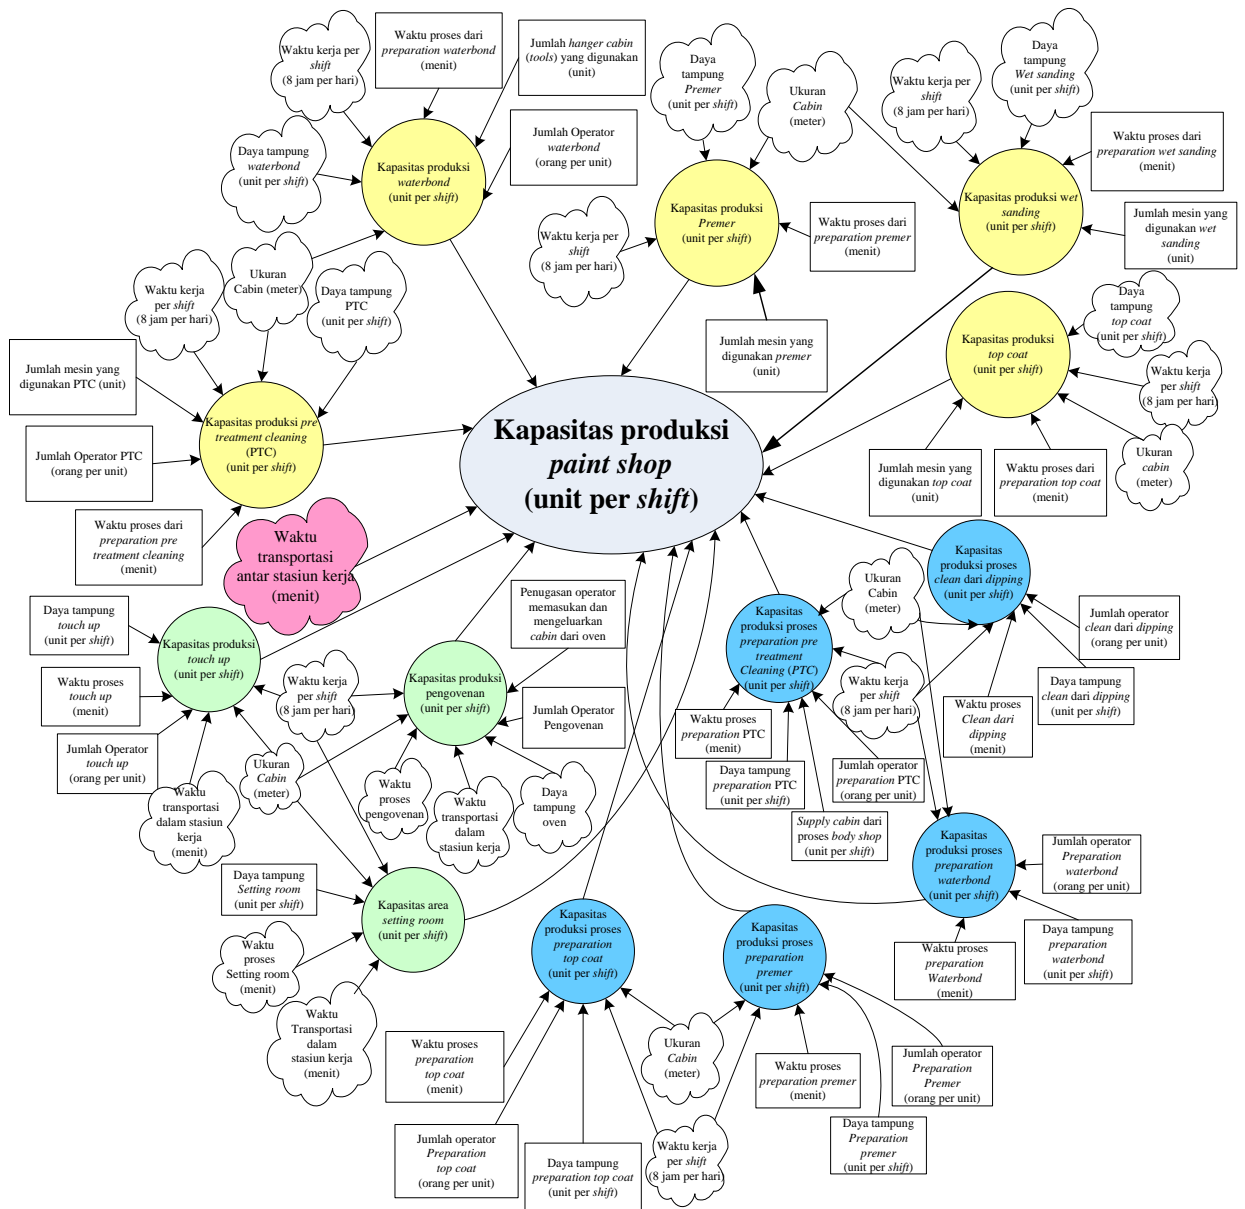 Waktu kerja per
shift
(8 jam per hari)
Waktu proses dari
preparation waterbond
(menit)
Jumlah hanger cabin
(tools) yang digunakan
(unit)
Daya tampung
waterbond
(unit per shift)
Kapasitas produksi
waterbond
(unit per shift)
Jumlah Operator
waterbond
(orang per unit)
Daya
tampung
Premer
(unit per shift)
Ukuran
Cabin
(meter)
Waktu kerja per
shift
(8 jam per hari)
Kapasitas produksi
Premer
(unit per shift)
Waktu proses dari
preparation premer
(menit)
Jumlah mesin yang
digunakan premer
(unit)
Waktu kerja per
shift
(8 jam per hari)
Daya
tampung
Wet sanding
(unit per shift)
Waktu proses dari
preparation wet sanding
(menit)
Kapasitas produksi wet
sanding
(unit per shift)
Jumlah mesin yang
digunakan wet
sanding
(unit)
Waktu kerja
per shift
(8 jam per hari)
Ukuran
Cabin (meter)
Daya tampung
PTC
(unit per shift)
Jumlah mesin yang
digunakan PTC (unit)
Kapasitas produksi pre
treatment cleaning
(PTC)
(unit per shift)
Jumlah Operator PTC
(orang per unit)
Waktu proses dari
preparation pre
treatment cleaning
(menit)
Kapasitas produksi
paint shop
(unit per shift)
Daya
tampung
top coat
(unit per shift)
Kapasitas produksi
top coat
(unit per shift)
Waktu kerja
per shift
(8 jam per hari)
Ukuran
cabin
(meter)
Jumlah mesin yang
digunakan top coat
(unit)
Waktu proses dari
preparation top coat
(menit)
Waktu
transportasi
antar stasiun kerja
(menit)
Daya tampung
touch up
(unit per shift)
Kapasitas produksi
touch up
(unit per shift)
Waktu proses
touch up
(menit)
Jumlah Operator
touch up
(orang per unit)
Waktu
transportasi
dalam stasiun
kerja
(menit)
Waktu kerja
per shift
(8 jam per hari)
Ukuran
Cabin
(meter)
Kapasitas produksi
pengovenan
(unit per shift)
Penugasan operator
memasukan dan
mengeluarkan
cabin dari oven
Jumlah Operator
Pengovenan
Waktu
proses
pengovenan
Waktu
transportasi
dalam
stasiun kerja
Daya
tampung
oven
Daya tampung
Setting room
(unit per shift)
Kapasitas area
setting room
(unit per shift)
Waktu
proses
Setting room
(menit)
Waktu
Transportasi
dalam
stasiun kerja
(menit)
Kapasitas
produksi proses
clean dari dipping
(unit per shift)
Ukuran
Cabin
(meter)
Kapasitas
produksi proses
preparation pre
treatment
Cleaning (PTC)
(unit per shift)
Waktu kerja
per shift
(8 jam per hari)
Jumlah operator
clean dari dipping
(orang per unit)
Daya tampung
clean dari dipping
(unit per shift)
Waktu proses
Clean dari
dipping
(menit)
Waktu proses
preparation PTC
(menit)
Daya tampung
preparation PTC
(unit per shift)
Jumlah operator
preparation PTC
(orang per unit)
Supply cabin dari
proses body shop
(unit per shift)
Kapasitas
produksi proses
preparation
waterbond
(unit per shift)
Jumlah operator
Preparation
waterbond
(orang per unit)
Daya tampung
preparation
waterbond
(unit per shift)
Waktu proses
preparation
Waterbond
(menit)
Kapasitas
produksi proses
preparation
top coat
(unit per shift)
Kapasitas
produksi proses
preparation
premer
(unit per shift)
Waktu proses
preparation
top coat
(menit)
Jumlah operator
Preparation
top coat
(orang per unit)
Daya tampung
preparation top coat
(unit per shift)
Ukuran
Cabin
(meter)
Waktu kerja
per shift
(8 jam per hari)
Waktu proses
preparation premer
(menit)
Jumlah operator
Preparation
Premer
(orang per unit)
Daya tampung
Preparation
premer
(unit per shift)